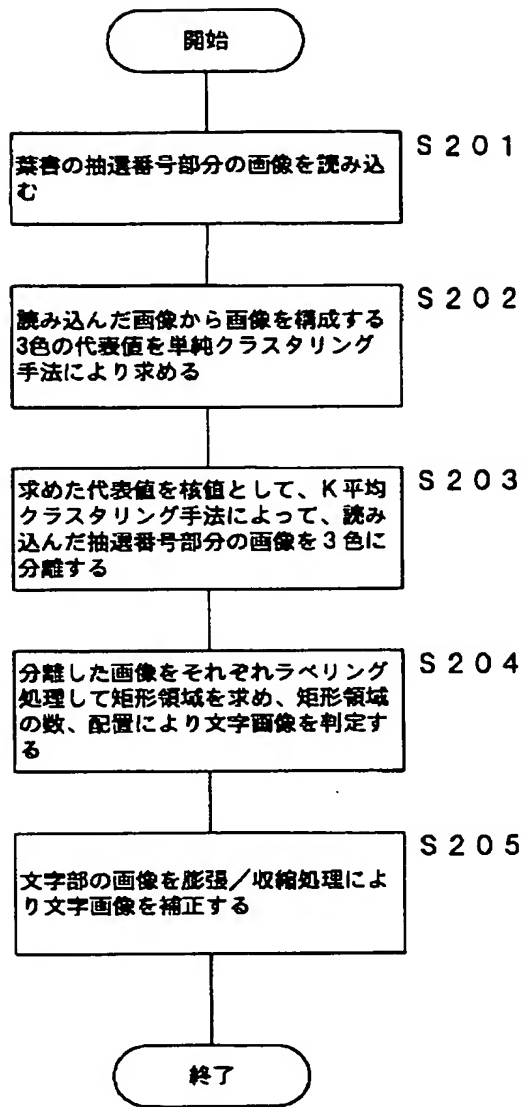 開始
S201
葉書の抽選番号部分の画像を読み込
む
S202
読み込んだ画像から画像を構成する
3色の代表値を単純クラスタリング
手法により求める
S203
求めた代表値を核値として、K平均
クラスタリング手法によって、読み
込んだ抽選番号部分の画像を3色に
分離する
S204
分離した画像をそれぞれラベリング
処理して矩形領域を求め、矩形領域
の数、配置により文字画像を判定す
る
S205
文字部の画像を膨張／収縮処理によ
り文字画像を補正する
終了